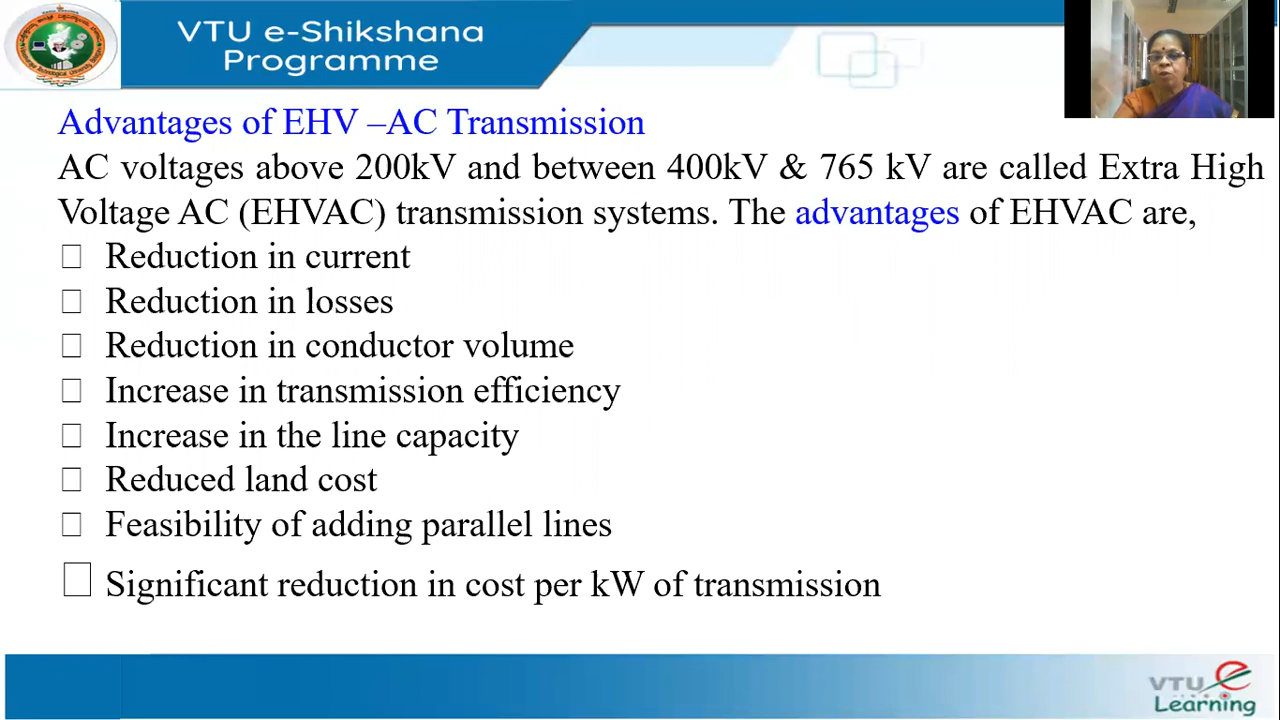 VTU e-Shikshana
Programme
Advantages of EHV –AC Transmission
AC voltages above 200kV and between 400kV & 765 kV are called Extra High
Voltage AC (EHVAC) transmission systems. The advantages of EHVAC are,
Reduction in current
Reduction in losses
Reduction in conductor volume
Increase in transmission efficiency
Increase in the line capacity
Reduced land cost
Feasibility of adding parallel lines
Significant reduction in cost per kW of transmission
VTU e
Learning